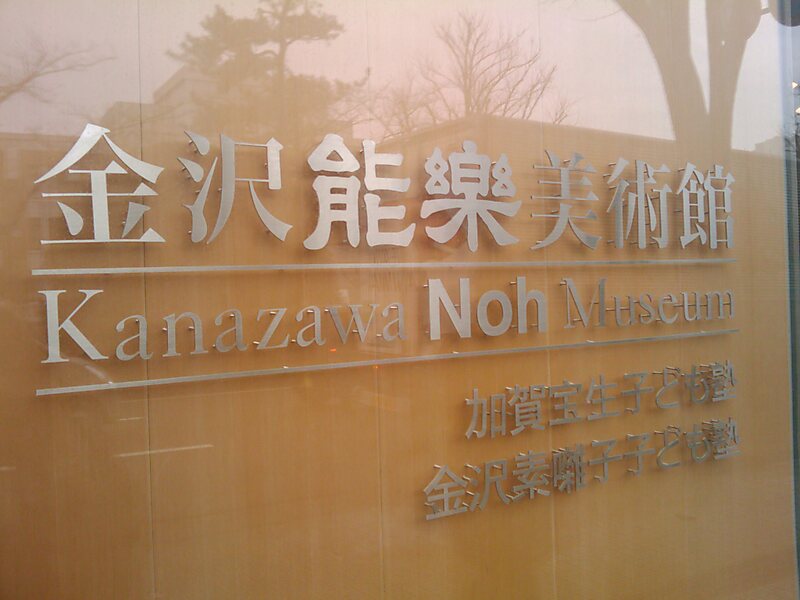 金沢能樂美術館
Kanazawa Noh Museum
加賀宝生子ども塾
金沢素囃子子ども塾